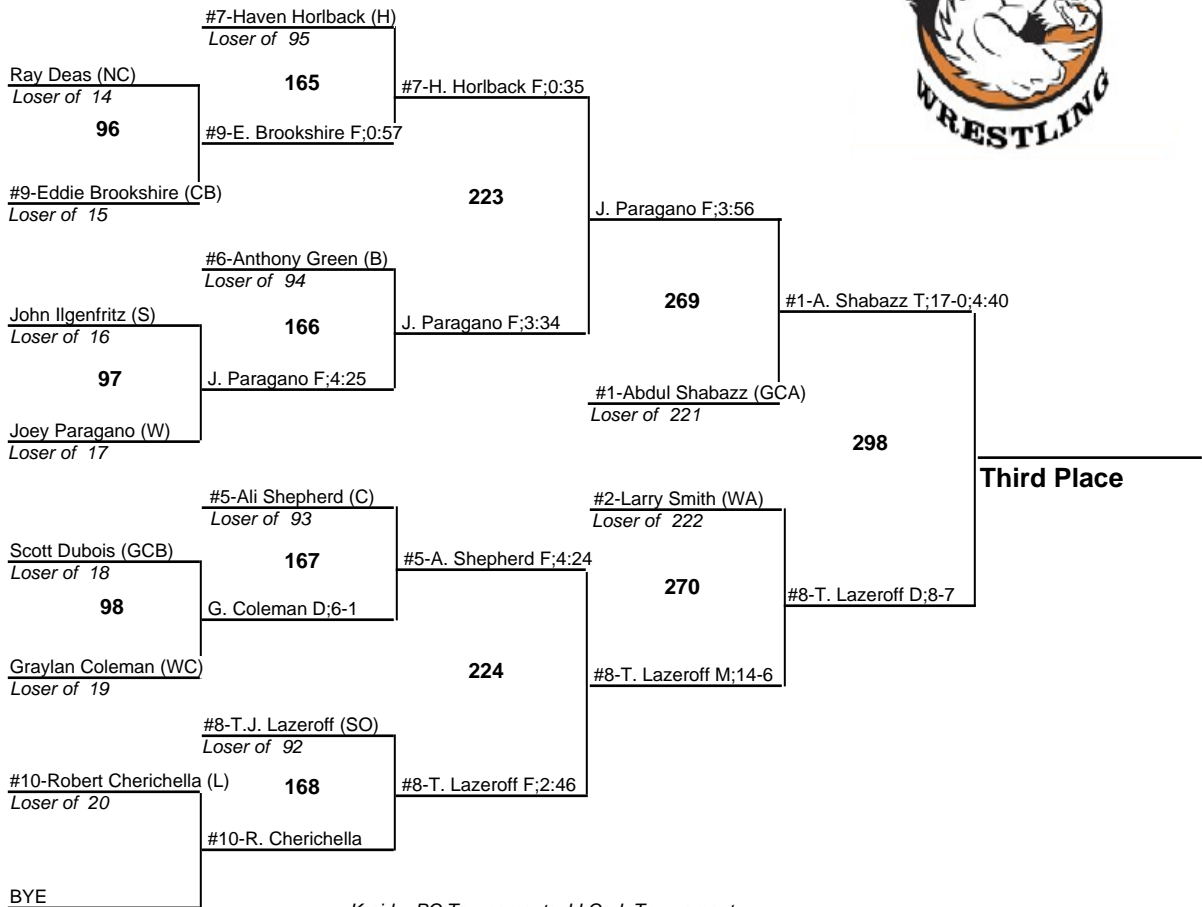 WRESTLING
#7-Haven Horlback (H)
Loser of 95
165
Ray Deas (NC)
Loser of 14
96
#9-Eddie Brookshire (CB)
Loser of 15
#9-E. Brookshire F;0:57
#7-H. Horlback F;0:35
223
#6-Anthony Green (B)
Loser of 94
166
John Ilgenfritz (S)
Loser of 16
97
Joey Paragano (W)
Loser of 17
J. Paragano F;4:25
J. Paragano F;3:34
J. Paragano F;3:56
269
#1-Abdul Shabazz (GCA)
Loser of 221
#1-A. Shabazz T;17-0;4:40
298
Third Place
#5-Ali Shepherd (C)
Loser of 93
167
Scott Dubois (GCB)
Loser of 18
98
Graylan Coleman (WC)
Loser of 19
G. Coleman D;6-1
#5-A. Shepherd F;4:24
224
#2-Larry Smith (WA)
Loser of 222
270
#8-T. Lazeroff D;8-7
#8-T. Lazeroff M;14-6
#8-T.J. Lazeroff (SO)
Loser of 92
168
#10-Robert Cherichella (L)
Loser of 20
#10-R. Cherichella
#8-T. Lazeroff F;2:46
BYE